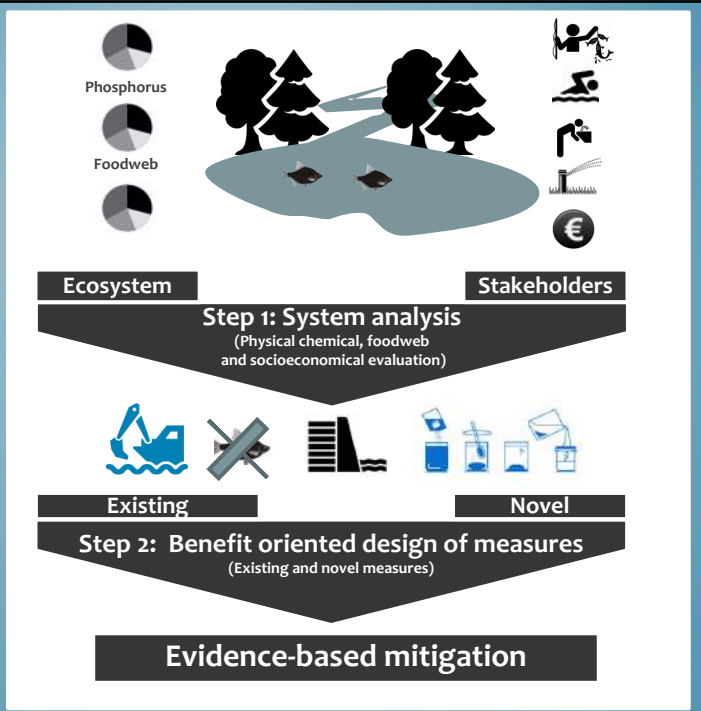 Phosphorus
Foodweb
€
Ecosystem
Stakeholders
Step 1: System analysis
(Physical chemical, foodweb
and socioeconomical evaluation)
Existing
Novel
Step 2: Benefit oriented design of measures
(Existing and novel measures)
Evidence-based mitigation